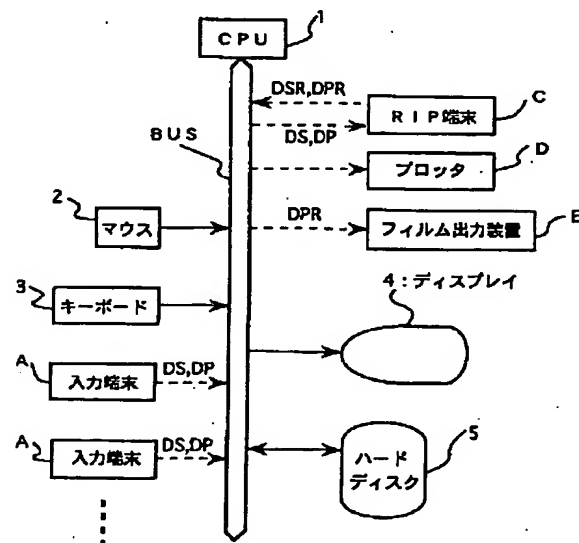 1
CPU
DSR,DPR
C
RIP端末
DS,DP
BUS
D
プロッタ
2
マウス
DPR
E
フィルム出力装置
3
キーボード
4:ディスプレイ
A
入力端末
DS,DP
5
ハード
ディスク
A
入力端末
DS,DP